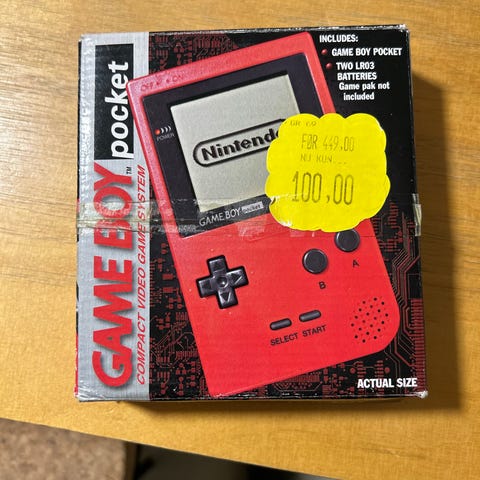 INCLUDES:
GAME BOY POCKET
TWO LR03
BATTERIES
Game pak not
included
POWER
Nintendo
GAME BOY pocket
FØR 449.00
NU KUN...
100,00
GAME BOY pocket
TM
COMPACT VIDEO GAME SYSTEM
A
B
SELECT START
ACTUAL SIZE